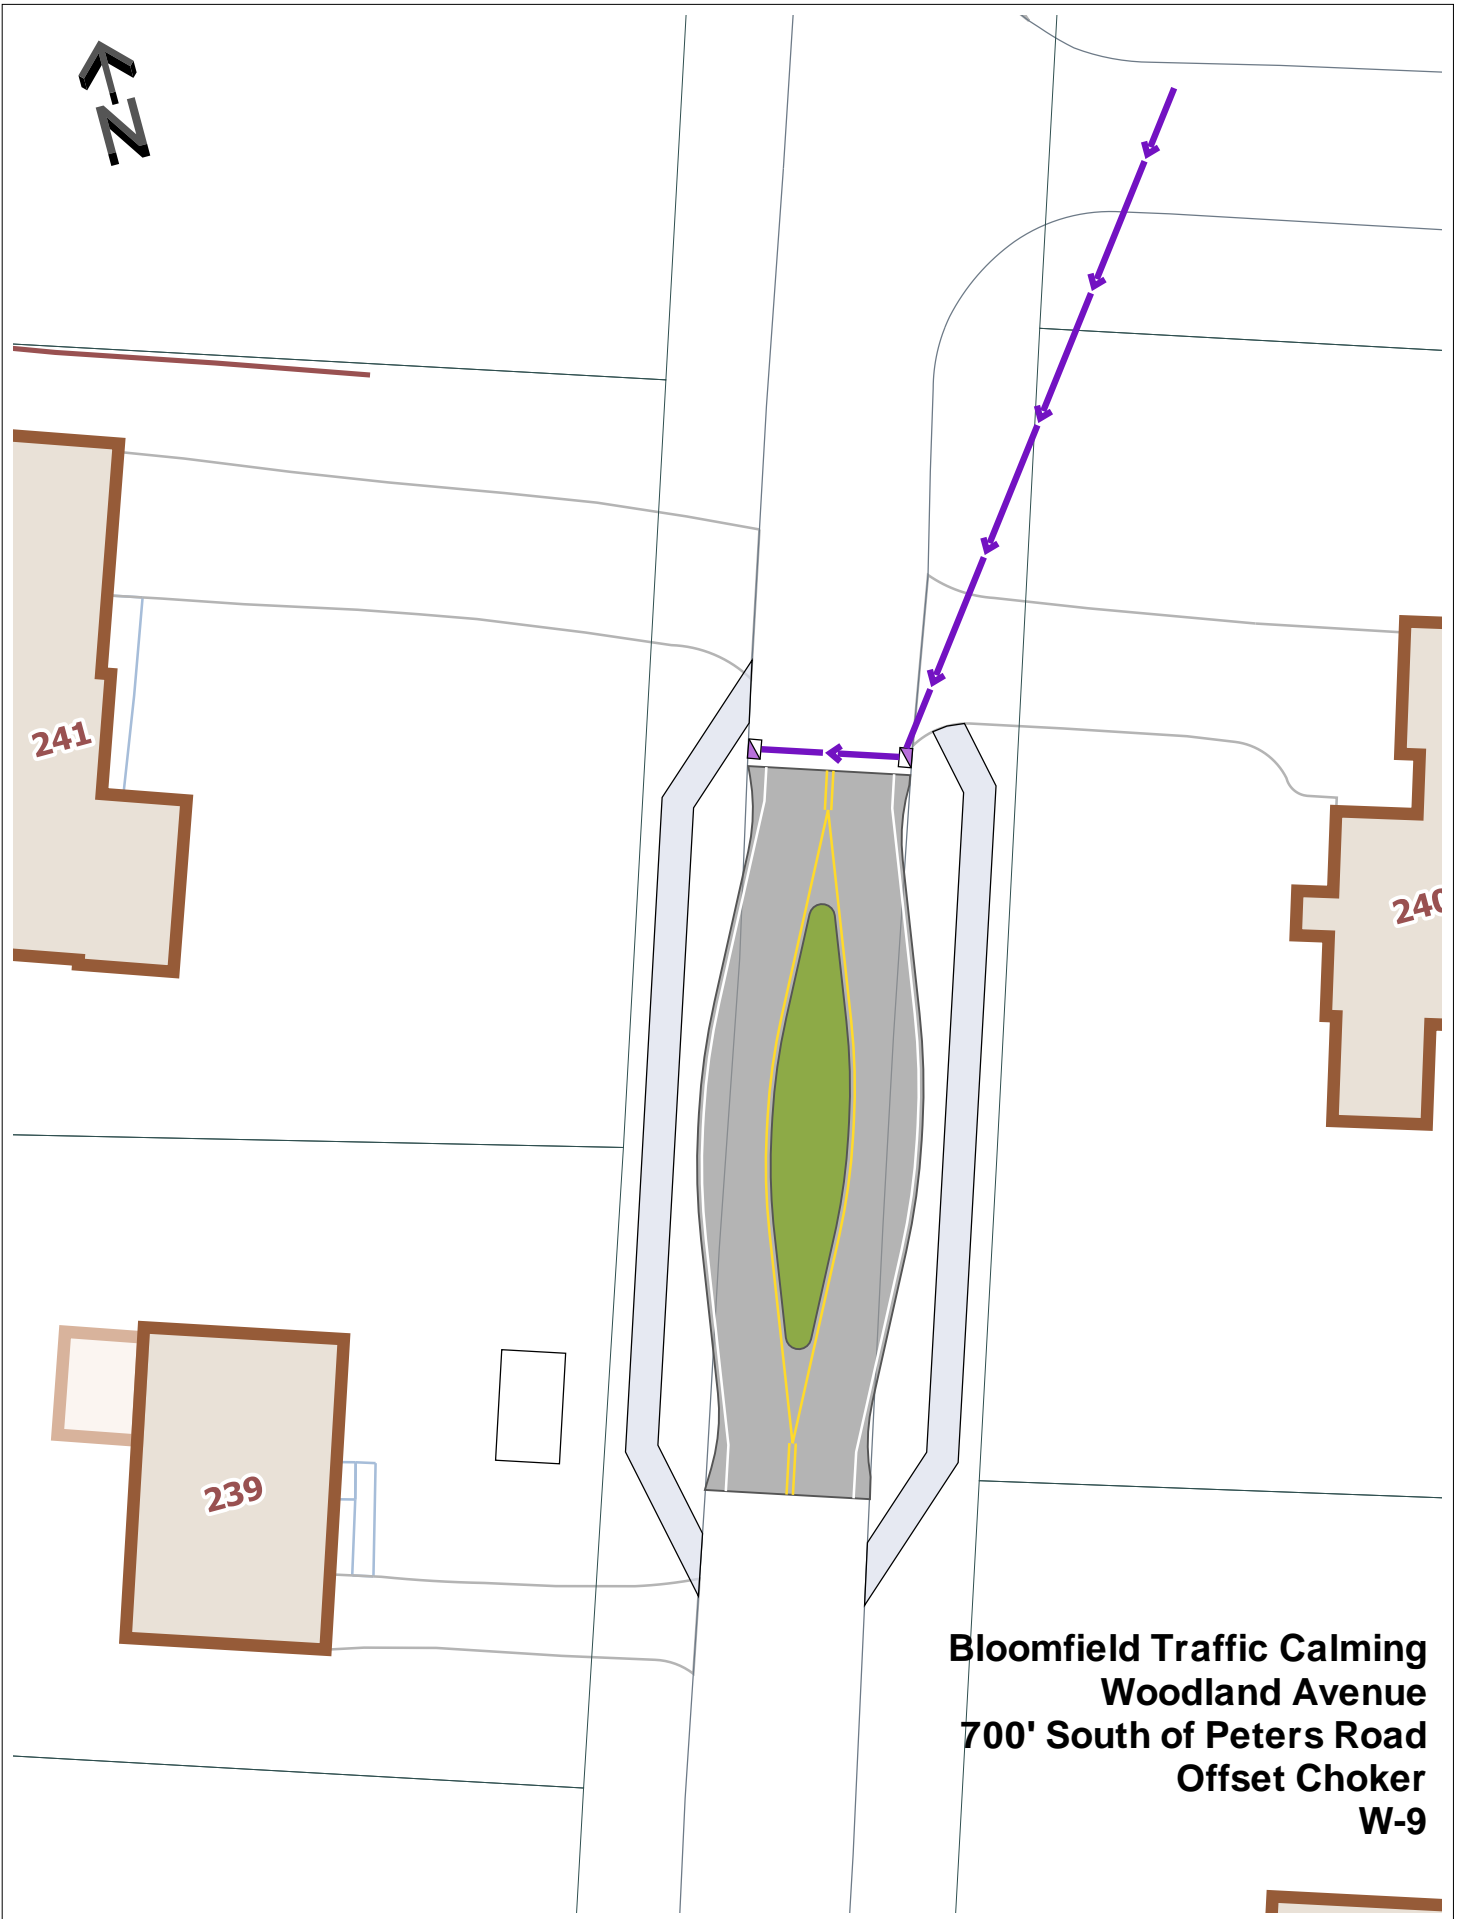 N
241
240
239
Bloomfield Traffic Calming
Woodland Avenue
700' South of Peters Road
Offset Choker
W-9